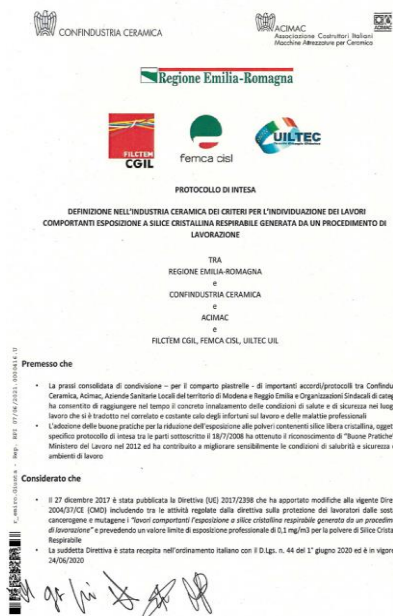 CONFINDUSTRIA CERAMICA
ACIMAC
Associazione Costruttori Italiani
Macchine Attrezzature per Ceramica
Regione Emilia-Romagna
FILCTEM
CGIL
femca cisl
UILTEC
PROTOCOLLO DI INTESA
DEFINIZIONE NELL'INDUSTRIA CERAMICA DEI CRITERI PER L'INDIVIDUAZIONE DEI LAVORI
COMPORTANTI ESPOSIZIONE A SILICE CRISTALLINA RESPIRABILE GENERATA DA UN PROCEDIMENTO DI
LAVORAZIONE
TRA
REGIONE EMILIA-ROMAGNA
e
CONFINDUSTRIA CERAMICA
e
ACIMAC
e
FILCTEM CGIL, FEMCA CISL, UILTEC UIL
Premesso che
• La prassi consolidata di condivisione – per il comparto piastrelle - di importanti accordi/protocolli tra Confindu
Ceramica, Acimac, Aziende Sanitarie Locali del territorio di Modena e Reggio Emilia e Organizzazioni Sindacali di categ
ha consentito di raggiungere nel tempo il concreto innalzamento delle condizioni di salute e di sicurezza nei luog
lavoro che si è tradotto nel correlato e costante calo degli infortuni sul lavoro e delle malattie professionali
• L'adozione delle buone pratiche per la riduzione dell'esposizione alle polveri contenenti silice libera cristallina, ogget
specifico protocollo di intesa tra le parti sottoscritto il 18/7/2008 ha ottenuto il riconoscimento di "Buone Pratiche"
Ministero del Lavoro nel 2012 ed ha contribuito a migliorare sensibilmente le condizioni di salubrità e sicurezza
ambienti di lavoro
Considerato che
• Il 27 dicembre 2017 è stata pubblicata la Direttiva (UE) 2017/2398 che ha apportato modifiche alla vigente Dire
2004/37/CE (CMD) includendo tra le attività regolate dalla direttiva sulla protezione dei lavoratori dalle sost
cancerogene e mutagene i "lavori comportanti l'esposizione a silice cristallina respirabile generata da un procedime
di lavorazione" e prevedendo un valore limite di esposizione professionale di 0,1 mg/m3 per la polvere di Silice Crista
Respirabile
• La suddetta Direttiva è stata recepita nell'ordinamento italiano con il D.Lgs. n. 44 del 1° giugno 2020 ed è in vigore
24/06/2020